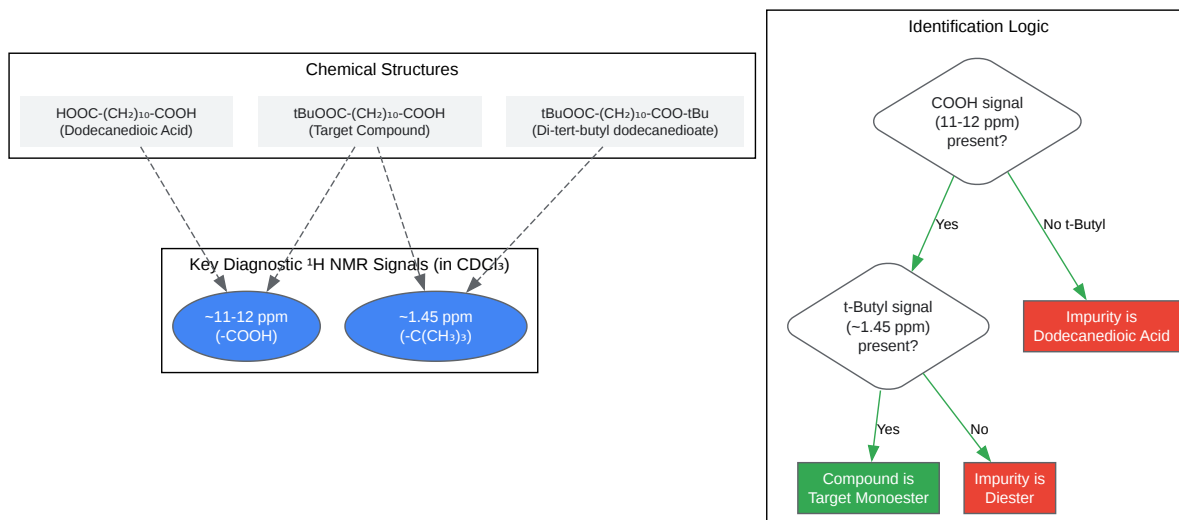 Chemical Structures
HOOC-(CH₂)₁₀-COOH
(Dodecanedioic Acid)
tBuOOC-(CH₂)₁₀-COOH
(Target Compound)
tBuOOC-(CH₂)₁₀-COO-tBu
(Di-tert-butyl dodecanedioate)
Key Diagnostic ¹H NMR Signals (in CDCl₃)
~11-12 ppm
(-COOH)
~1.45 ppm
(-C(CH₃)₃)
Identification Logic
COOH signal
(11-12 ppm)
present?
Yes
No t-Butyl
t-Butyl signal
(~1.45 ppm)
present?
Impurity is
Dodecanedioic Acid
Yes
No
Compound is
Target Monoester
Impurity is
Diester